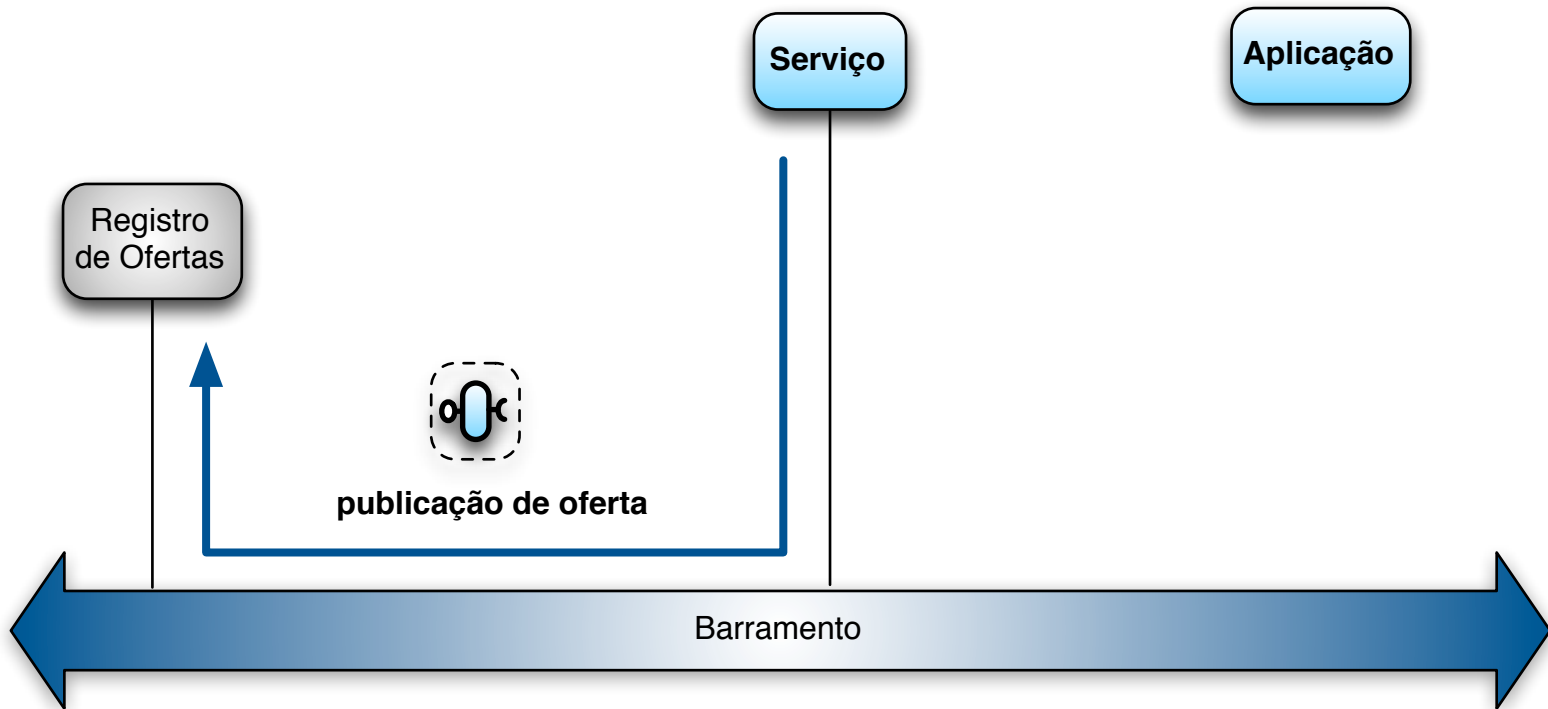 Serviço
Aplicação
Registro
de Ofertas
publicação de oferta
Barramento